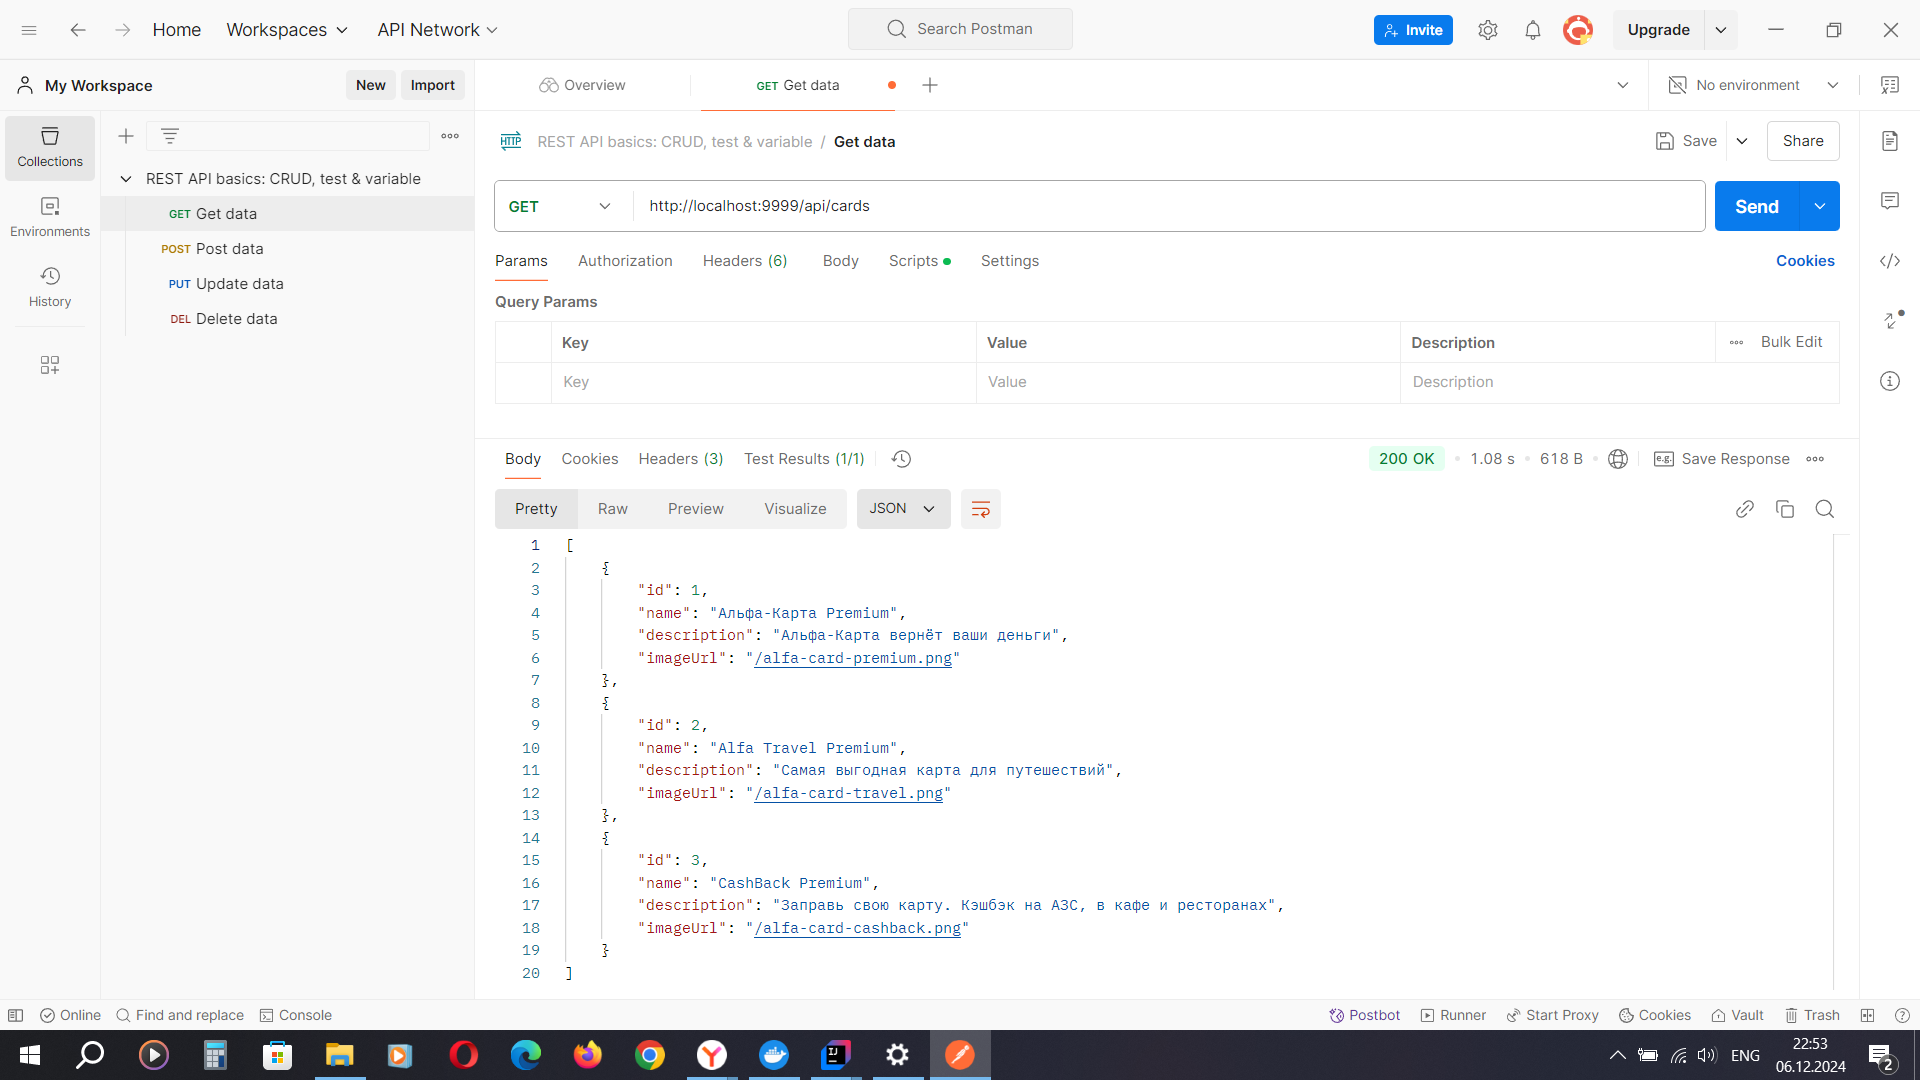 Home
Workspaces
API Network
Search Postman
Invite
Upgrade
My Workspace
New
Import
Overview
GET Get data
No environment
Collections
Environments
History
REST API basics: CRUD, test & variable
GET Get data
POST Post data
PUT Update data
DEL Delete data
HTTP
REST API basics: CRUD, test & variable / Get data
Save
Share
GET
http://localhost:9999/api/cards
Send
Params
Authorization
Headers (6)
Body
Scripts
Settings
Cookies
Query Params
Key
Value
Description
Bulk Edit
Key
Value
Description
Body
Cookies
Headers (3)
Test Results (1/1)
200 OK
1.08 s
618 B
e.g.
Save Response
Pretty
Raw
Preview
Visualize
JSON
1 [
2 {
3 "id": 1,
4 "name": "Альфа-Карта Premium",
5 "description": "Альфа-Карта вернёт ваши деньги",
6 "imageUrl": "/alfa-card-premium.png"
7 },
8 {
9 "id": 2,
10 "name": "Alfa Travel Premium",
11 "description": "Самая выгодная карта для путешествий",
12 "imageUrl": "/alfa-card-travel.png"
13 },
14 {
15 "id": 3,
16 "name": "CashBack Premium",
17 "description": "Заправь свою карту. Кэшбэк на АЗС, в кафе и ресторанах",
18 "imageUrl": "/alfa-card-cashback.png"
19 }
20 ]
Online
Find and replace
Console
Postbot
Runner
Start Proxy
Cookies
Vault
Trash
IJ
ENG
22:53
06.12.2024
2